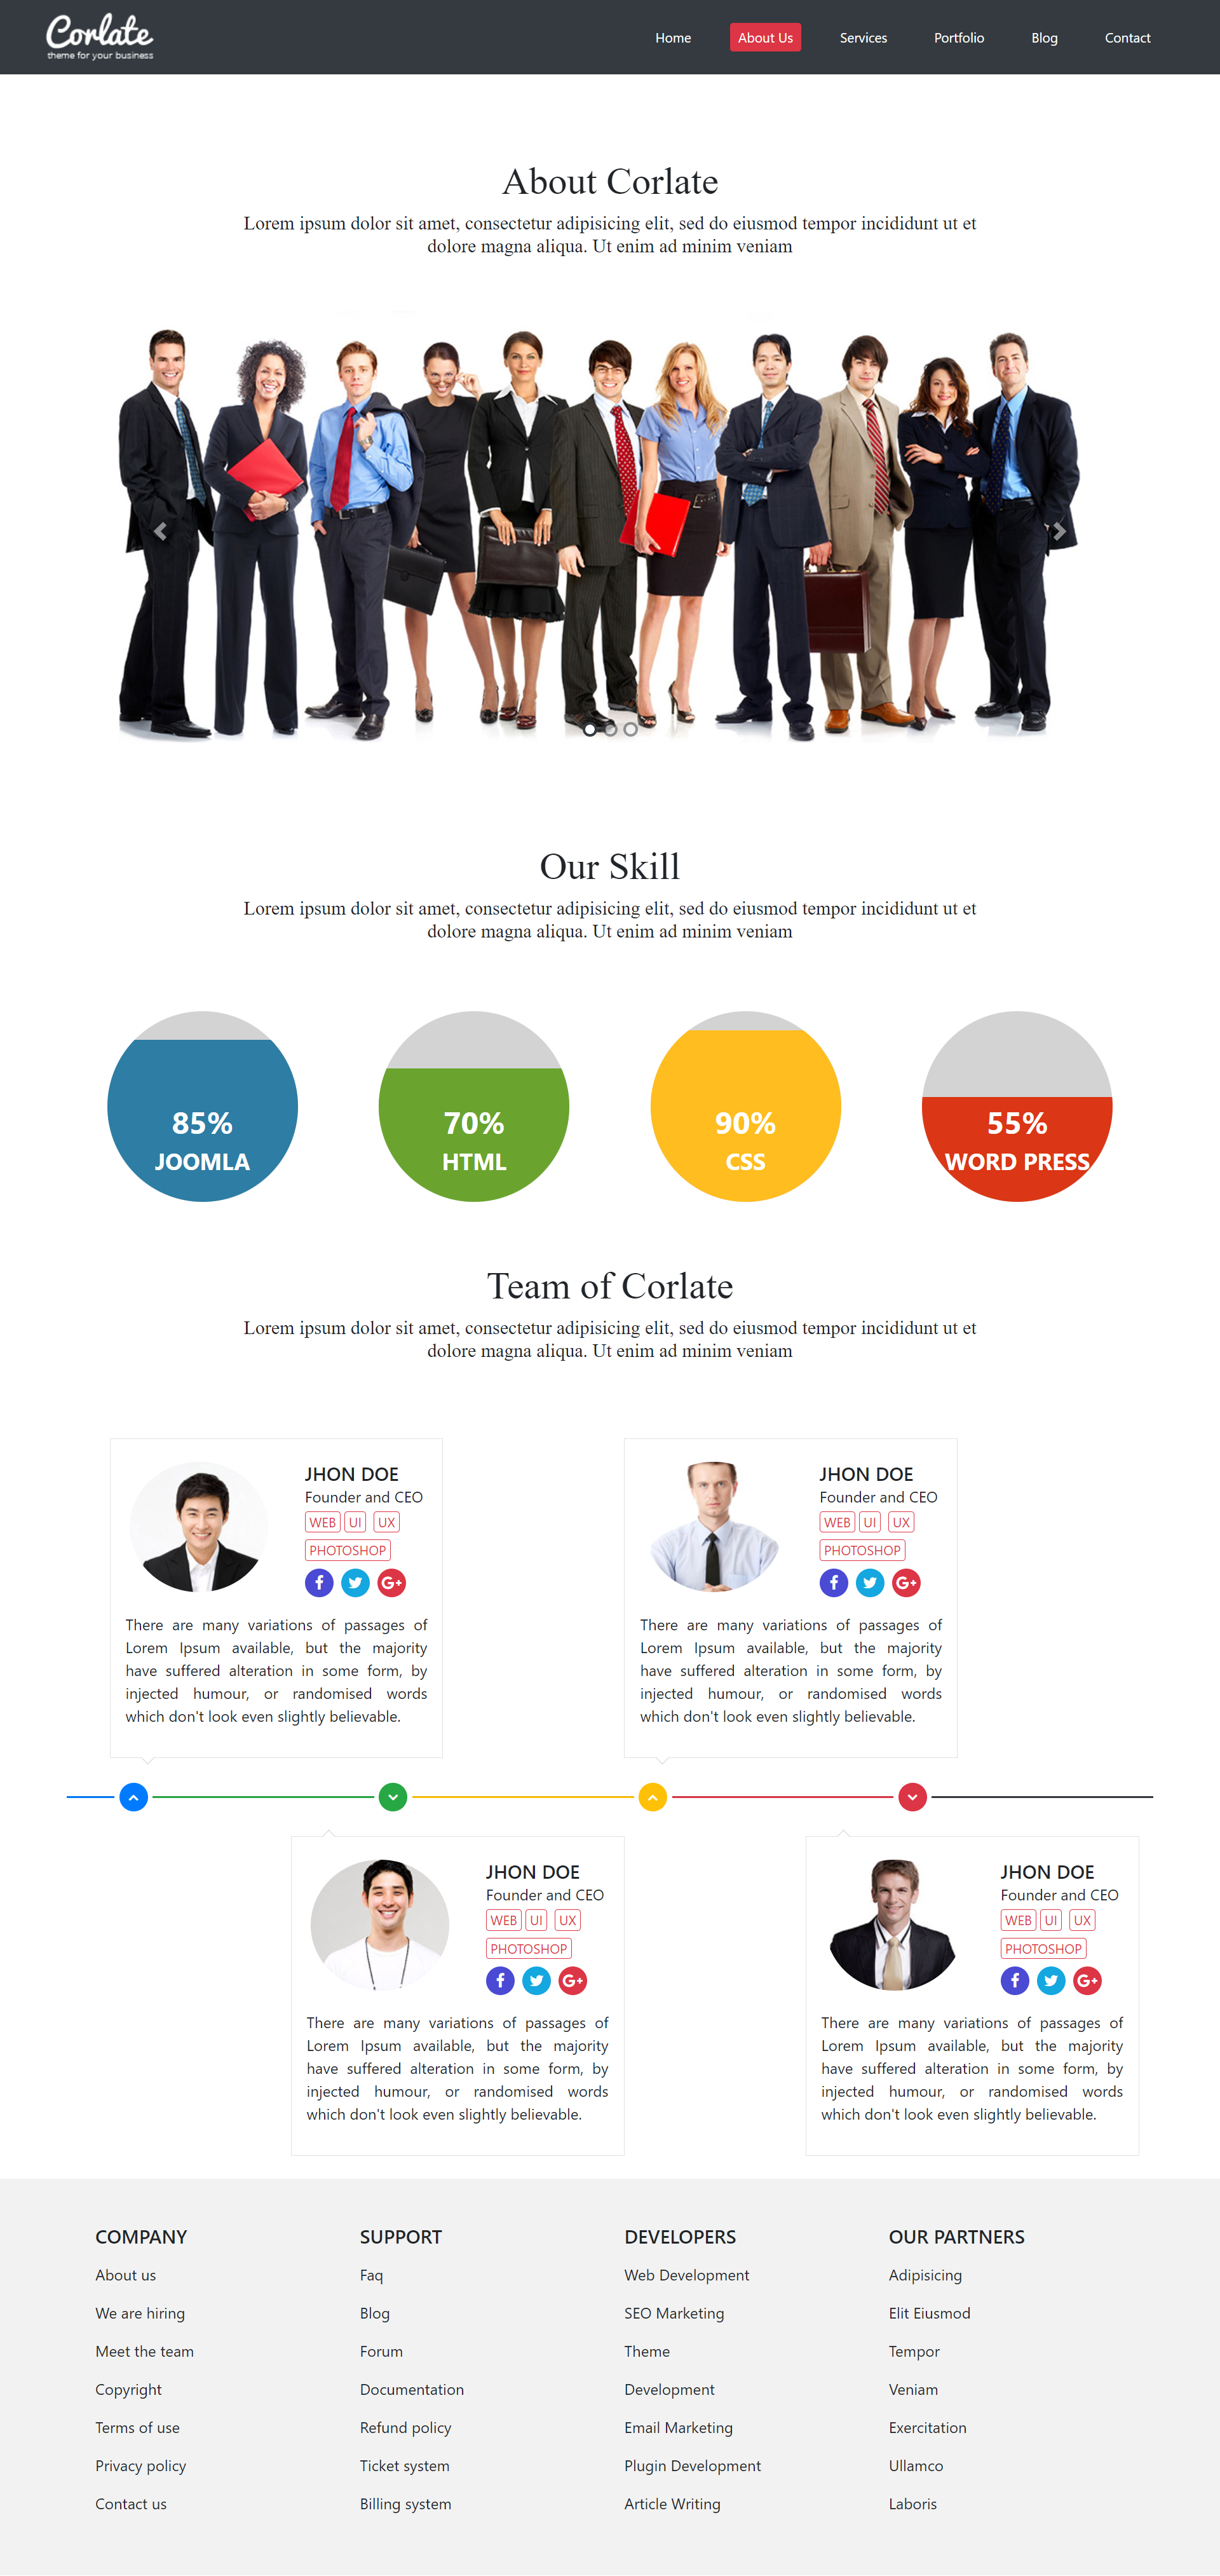 Corlate
theme for your business
Home
About Us
Services
Portfolio
Blog
Contact
About Corlate
Lorem ipsum dolor sit amet, consectetur adipisicing elit, sed do eiusmod tempor incididunt ut et
dolore magna aliqua. Ut enim ad minim veniam
Our Skill
Lorem ipsum dolor sit amet, consectetur adipisicing elit, sed do eiusmod tempor incididunt ut et
dolore magna aliqua. Ut enim ad minim veniam
85%
JOOMLA
70%
HTML
90%
CSS
55%
WORD PRESS
Team of Corlate
Lorem ipsum dolor sit amet, consectetur adipisicing elit, sed do eiusmod tempor incididunt ut et
dolore magna aliqua. Ut enim ad minim veniam
JHON DOE
Founder and CEO
WEB UI UX
PHOTOSHOP
f G+
There are many variations of passages of
Lorem Ipsum available, but the majority
have suffered alteration in some form, by
injected humour, or randomised words
which don't look even slightly believable.
JHON DOE
Founder and CEO
WEB UI UX
PHOTOSHOP
f G+
There are many variations of passages of
Lorem Ipsum available, but the majority
have suffered alteration in some form, by
injected humour, or randomised words
which don't look even slightly believable.
JHON DOE
Founder and CEO
WEB UI UX
PHOTOSHOP
f G+
There are many variations of passages of
Lorem Ipsum available, but the majority
have suffered alteration in some form, by
injected humour, or randomised words
which don't look even slightly believable.
JHON DOE
Founder and CEO
WEB UI UX
PHOTOSHOP
f G+
There are many variations of passages of
Lorem Ipsum available, but the majority
have suffered alteration in some form, by
injected humour, or randomised words
which don't look even slightly believable.
COMPANY
About us
We are hiring
Meet the team
Copyright
Terms of use
Privacy policy
Contact us
SUPPORT
Faq
Blog
Forum
Documentation
Refund policy
Ticket system
Billing system
DEVELOPERS
Web Development
SEO Marketing
Theme
Development
Email Marketing
Plugin Development
Article Writing
OUR PARTNERS
Adipisicing
Elit Eiusmod
Tempor
Veniam
Exercitation
Ullamco
Laboris